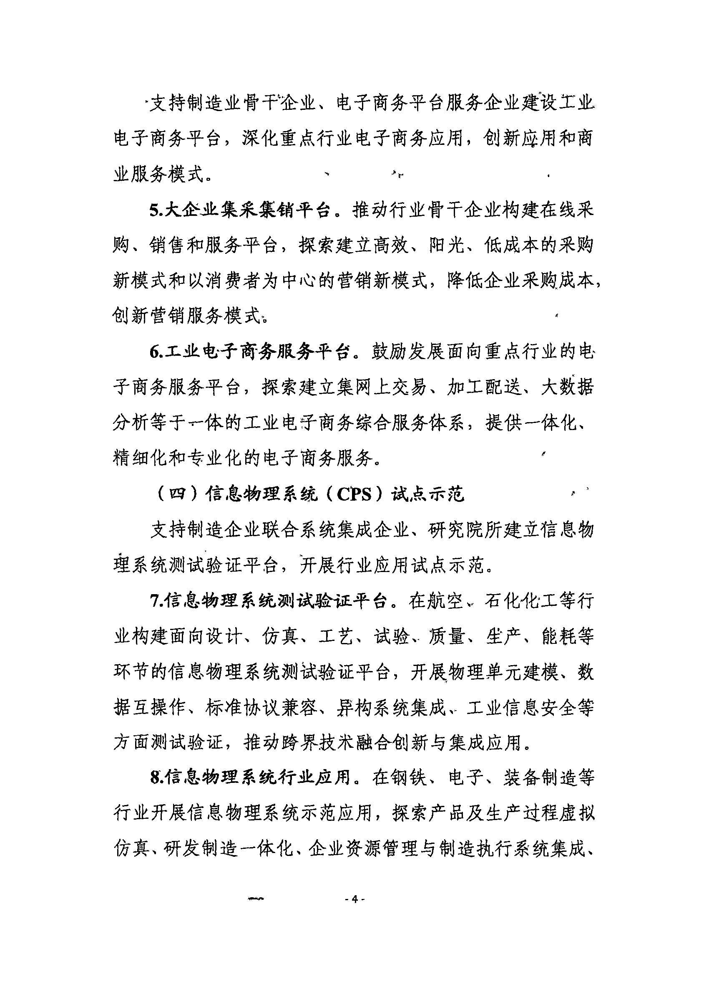 支持制造业骨干企业、电子商务平台服务企业建设工业
电子商务平台，深化重点行业电子商务应用，创新应用和商
业服务模式。
5.大企业集采集销平台。推动行业骨干企业构建在线采
购、销售和服务平台，探索建立高效、阳光、低成本的采购
新模式和以消费者为中心的营销新模式，降低企业采购成本，
创新营销服务模式。
6.工业电子商务服务平台。鼓励发展面向重点行业的电
子商务服务平台，探索建立集网上交易、加工配送、大数据
分析等于一体的工业电子商务综合服务体系，提供一体化、
精细化和专业化的电子商务服务。
（四）信息物理系统（CPS）试点示范
支持制造企业联合系统集成企业、研究院所建立信息物
理系统测试验证平台，开展行业应用试点示范。
7.信息物理系统测试验证平台。在航空、石化化工等行
业构建面向设计、仿真、工艺、试验、质量、生产、能耗等
环节的信息物理系统测试验证平台，开展物理单元建模、数
据互操作、标准协议兼容、异构系统集成、工业信息安全等
方面测试验证，推动跨界技术融合创新与集成应用。
8.信息物理系统行业应用。在钢铁、电子、装备制造等
行业开展信息物理系统示范应用，探索产品及生产过程虚拟
仿真、研发制造一体化、企业资源管理与制造执行系统集成、
- 4 -